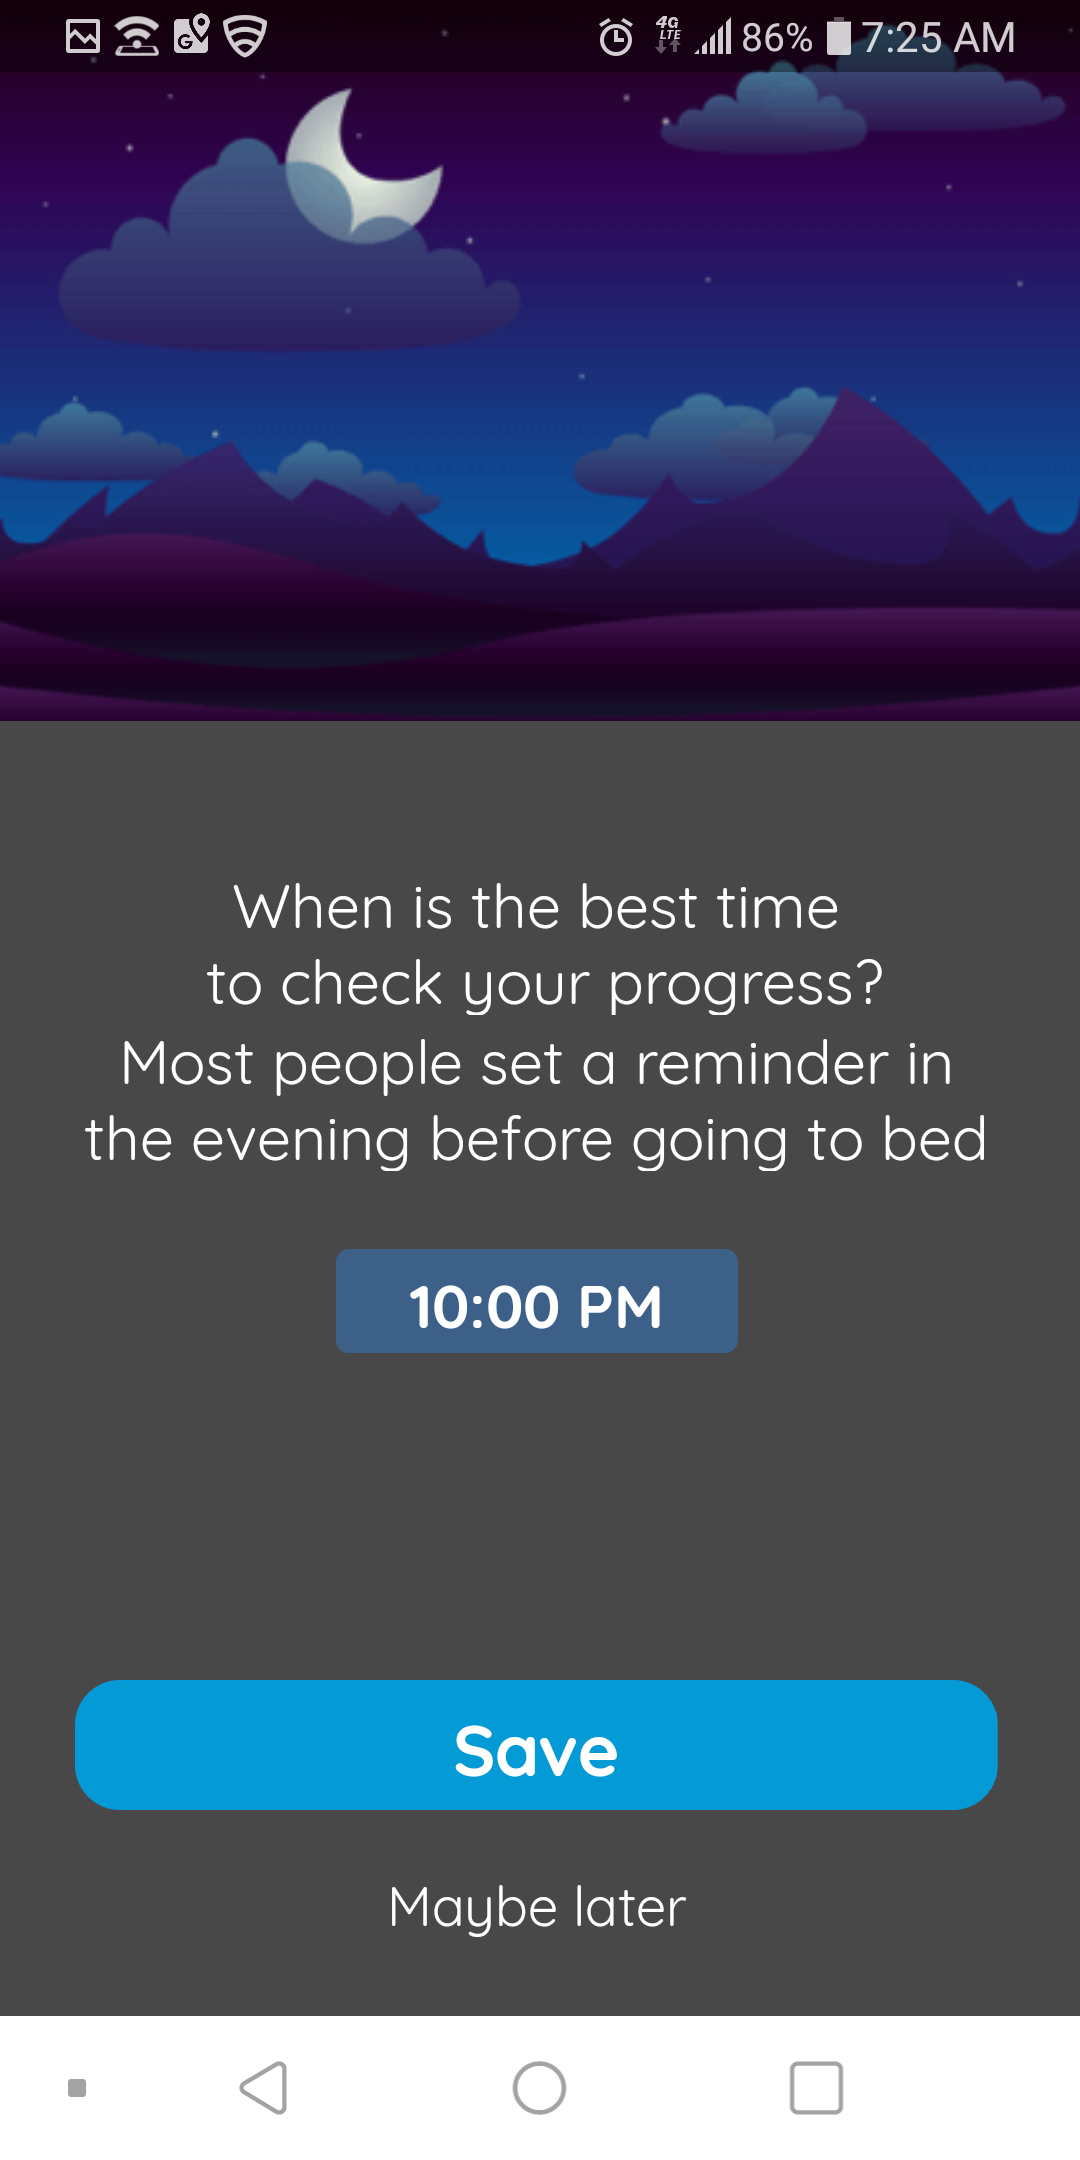 G 4G LTE 86% 7:25 AM
When is the best time
to check your progress?
Most people set a reminder in
the evening before going to bed
10:00 PM
Save
Maybe later